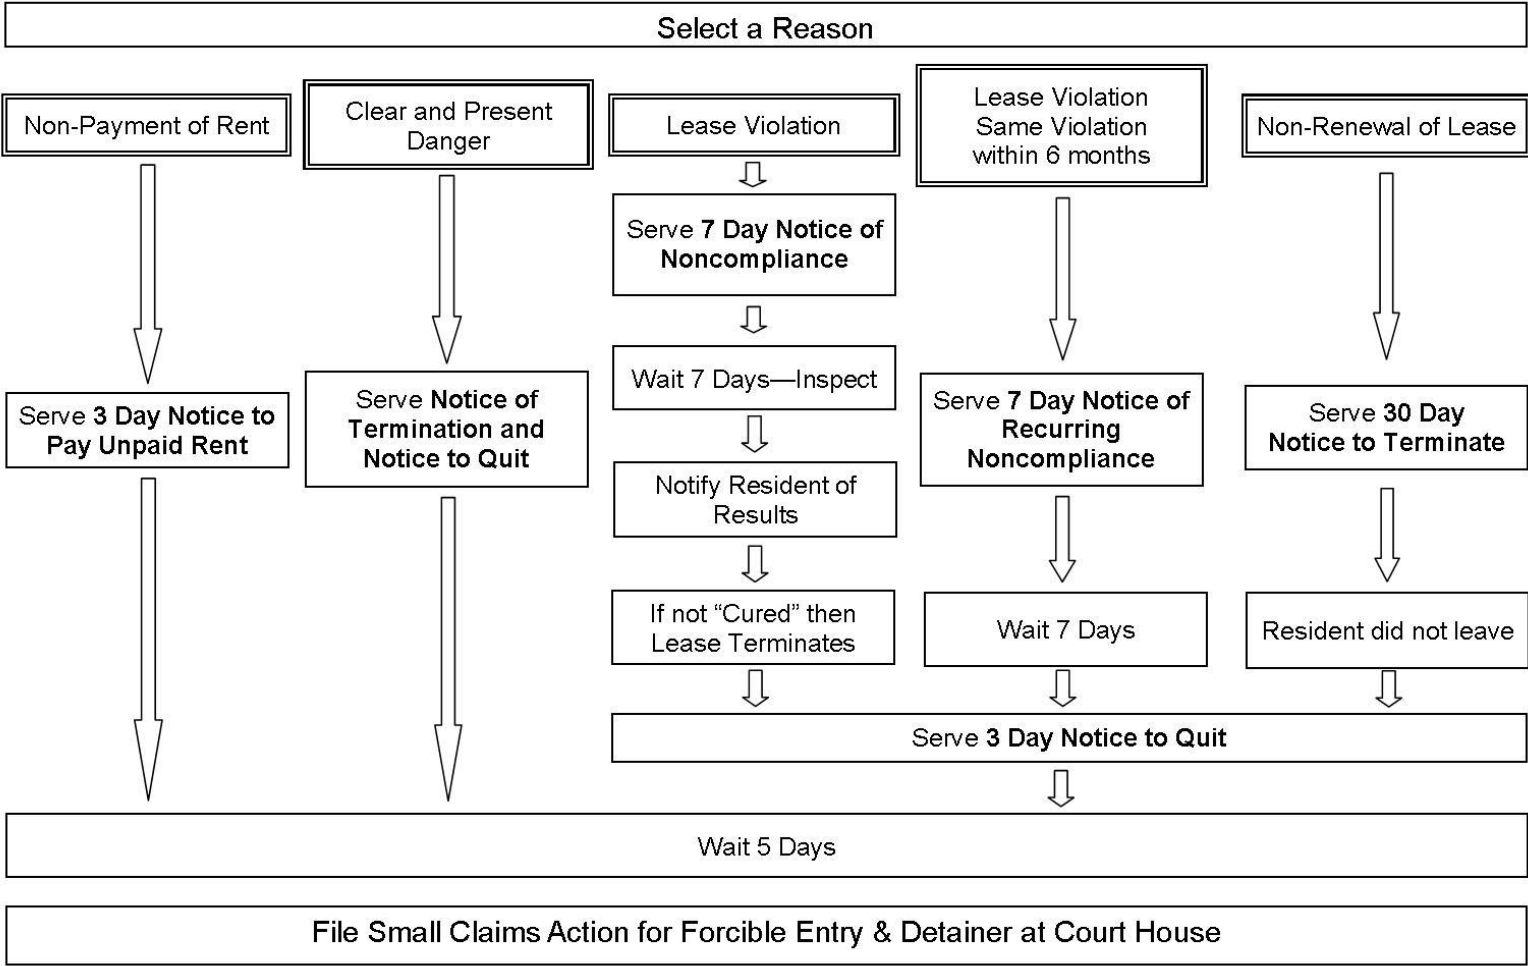 Select a Reason
Non-Payment of Rent
Clear and Present
Danger
Lease Violation
Lease Violation
Same Violation
within 6 months
Non-Renewal of Lease
Serve 7 Day Notice of
Noncompliance
Wait 7 Days—Inspect
Serve 3 Day Notice to
Pay Unpaid Rent
Serve Notice of
Termination and
Notice to Quit
Notify Resident of
Results
Serve 7 Day Notice of
Recurring
Noncompliance
Serve 30 Day
Notice to Terminate
If not “Cured” then
Lease Terminates
Wait 7 Days
Resident did not leave
Serve 3 Day Notice to Quit
Wait 5 Days
File Small Claims Action for Forcible Entry & Detainer at Court House